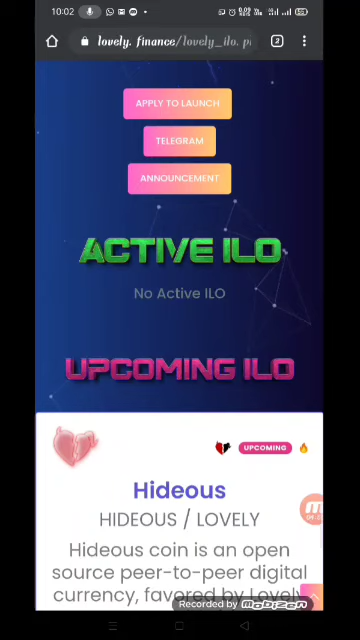 10:02
lovely. finance/lovely_ilo. p
2
APPLY TO LAUNCH
TELEGRAM
ANNOUNCEMENT
ACTIVE ILO
No Active ILO
UPCOMING ILO
UPCOMING
Hideous
HIDEOUS / LOVELY
Hideous coin is an open
source peer-to-peer digital
currency, favored by Lovely
Recorded by MOBIZEN